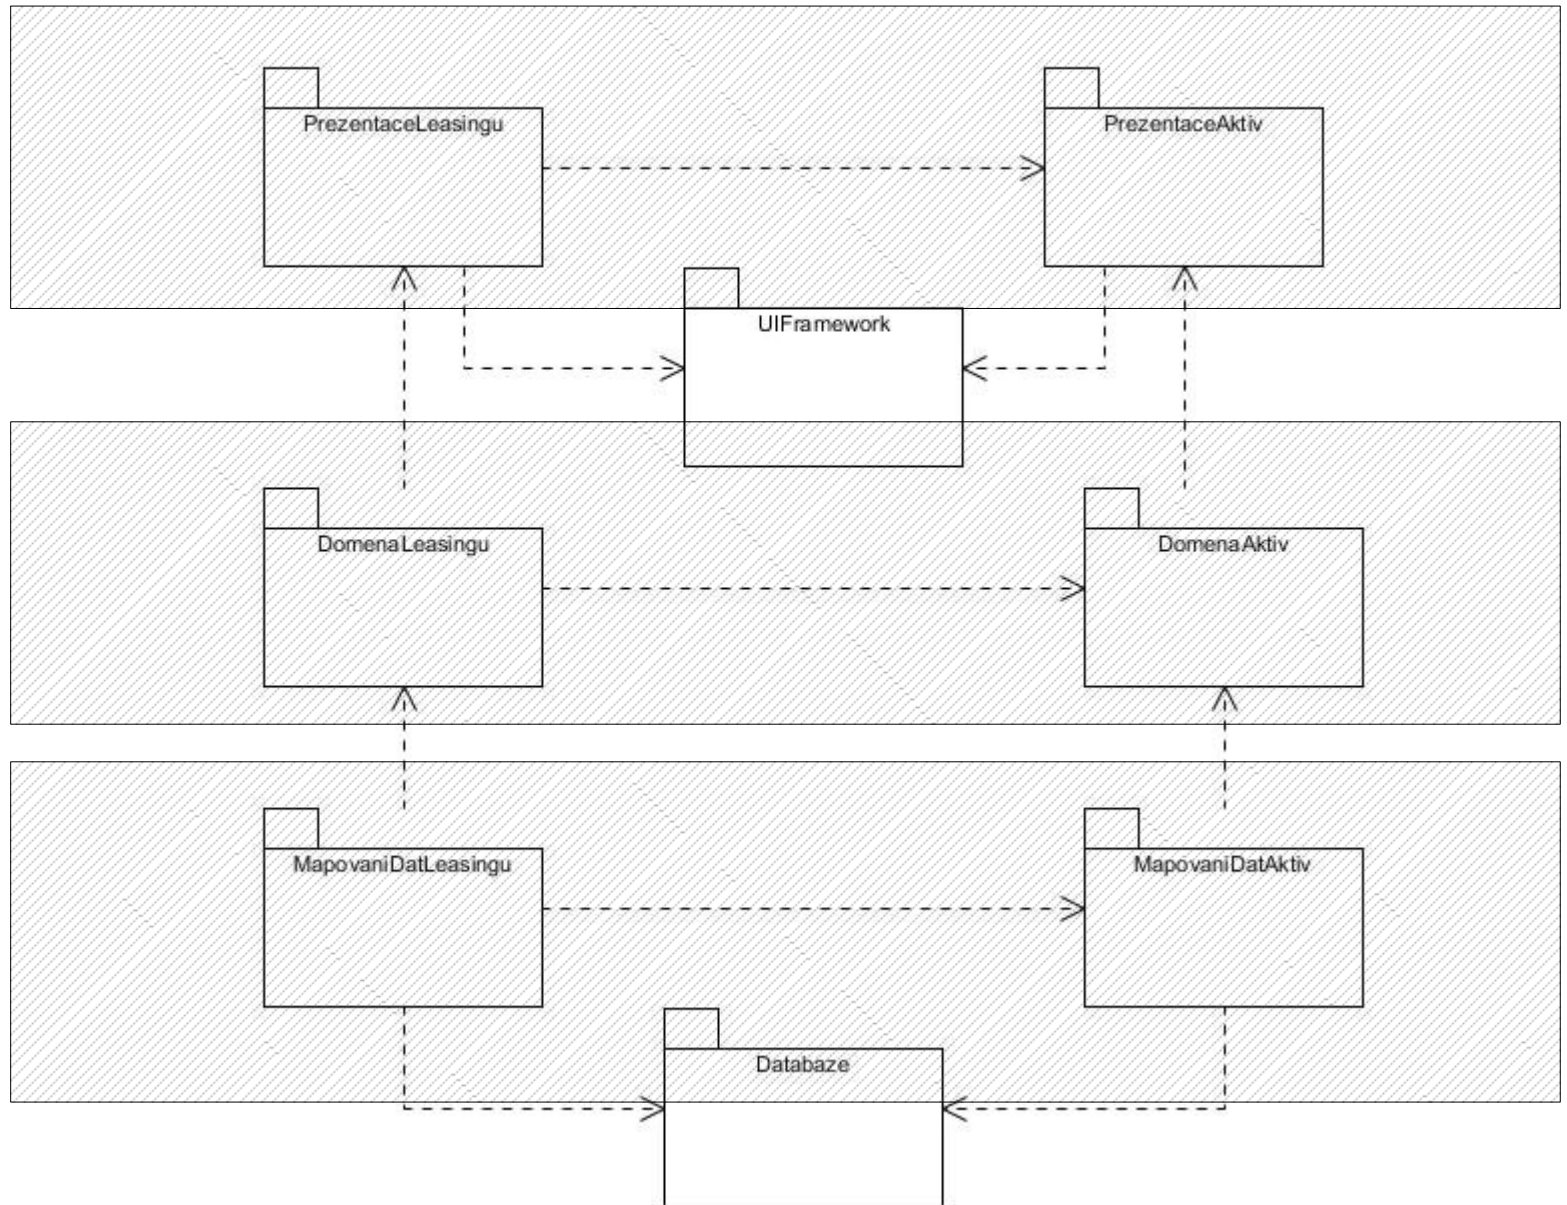 PrezentaceLeasingu
PrezentaceAktiv
UIFramework
DomenaLeasingu
DomenaAktiv
MapovaniDatLeasingu
MapovaniDatAktiv
Databaze